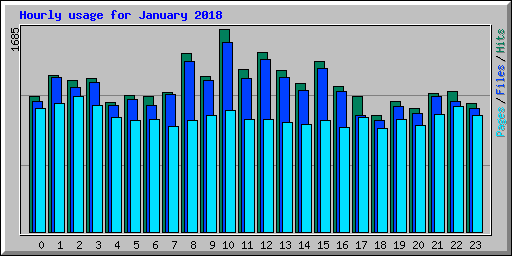 Hourly usage for January 2018
1685
Pages/Files/Hits
0 1 2 3 4 5 6 7 8 9 10 11 12 13 14 15 16 17 18 19 20 21 22 23